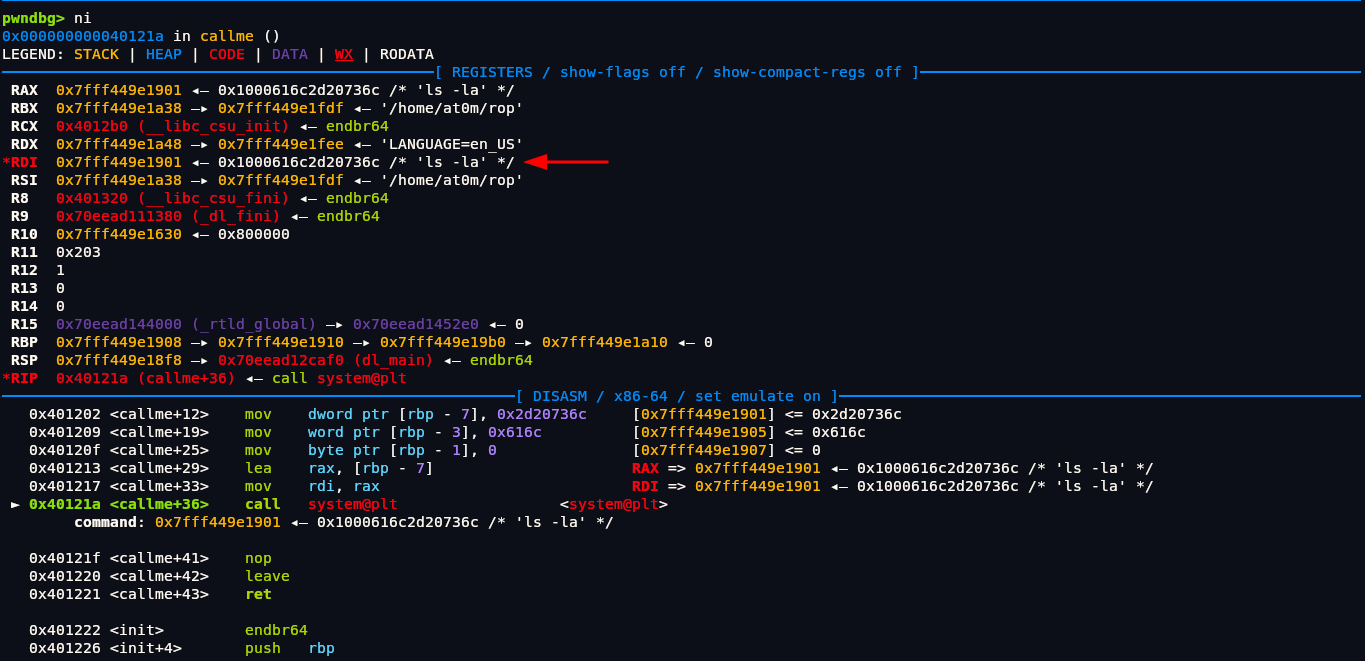 pwndbg> ni
0x000000000040121a in callme ()
LEGEND: STACK | HEAP | CODE | DATA | WX | RODATA
[ REGISTERS / show-flags off / show-compact-regs off ]
RAX  0x7fff449e1901 ◂— 0x1000616c2d20736c /* 'ls -la' */
RBX  0x7fff449e1a38 —▸ 0x7fff449e1fdf ◂— '/home/at0m/rop'
RCX  0x4012b0 (__libc_csu_init) ◂— endbr64
RDX  0x7fff449e1a48 —▸ 0x7fff449e1fee ◂— 'LANGUAGE=en_US'
*RDI  0x7fff449e1901 ◂— 0x1000616c2d20736c /* 'ls -la' */
RSI  0x7fff449e1a38 —▸ 0x7fff449e1fdf ◂— '/home/at0m/rop'
R8   0x401320 (__libc_csu_fini) ◂— endbr64
R9   0x70eead111380 (_dl_fini) ◂— endbr64
R10  0x7fff449e1630 ◂— 0x800000
R11  0x203
R12  1
R13  0
R14  0
R15  0x70eead144000 (_rtld_global) —▸ 0x70eead1452e0 ◂— 0
RBP  0x7fff449e1908 —▸ 0x7fff449e1910 —▸ 0x7fff449e19b0 —▸ 0x7fff449e1a10 ◂— 0
RSP  0x7fff449e18f8 —▸ 0x70eead12caf0 (dl_main) ◂— endbr64
*RIP  0x40121a (callme+36) ◂— call system@plt
[ DISASM / x86-64 / set emulate on ]
0x401202 <callme+12>    mov    dword ptr [rbp - 7], 0x2d20736c     [0x7fff449e1901] <= 0x2d20736c
0x401209 <callme+19>    mov    word ptr [rbp - 3], 0x616c          [0x7fff449e1905] <= 0x616c
0x40120f <callme+25>    mov    byte ptr [rbp - 1], 0               [0x7fff449e1907] <= 0
0x401213 <callme+29>    lea    rax, [rbp - 7]                      RAX => 0x7fff449e1901 ◂— 0x1000616c2d20736c /* 'ls -la' */
0x401217 <callme+33>    mov    rdi, rax                            RDI => 0x7fff449e1901 ◂— 0x1000616c2d20736c /* 'ls -la' */
► 0x40121a <callme+36>    call   system@plt                  <system@plt>
command: 0x7fff449e1901 ◂— 0x1000616c2d20736c /* 'ls -la' */
0x40121f <callme+41>    nop
0x401220 <callme+42>    leave
0x401221 <callme+43>    ret
0x401222 <init>         endbr64
0x401226 <init+4>       push   rbp